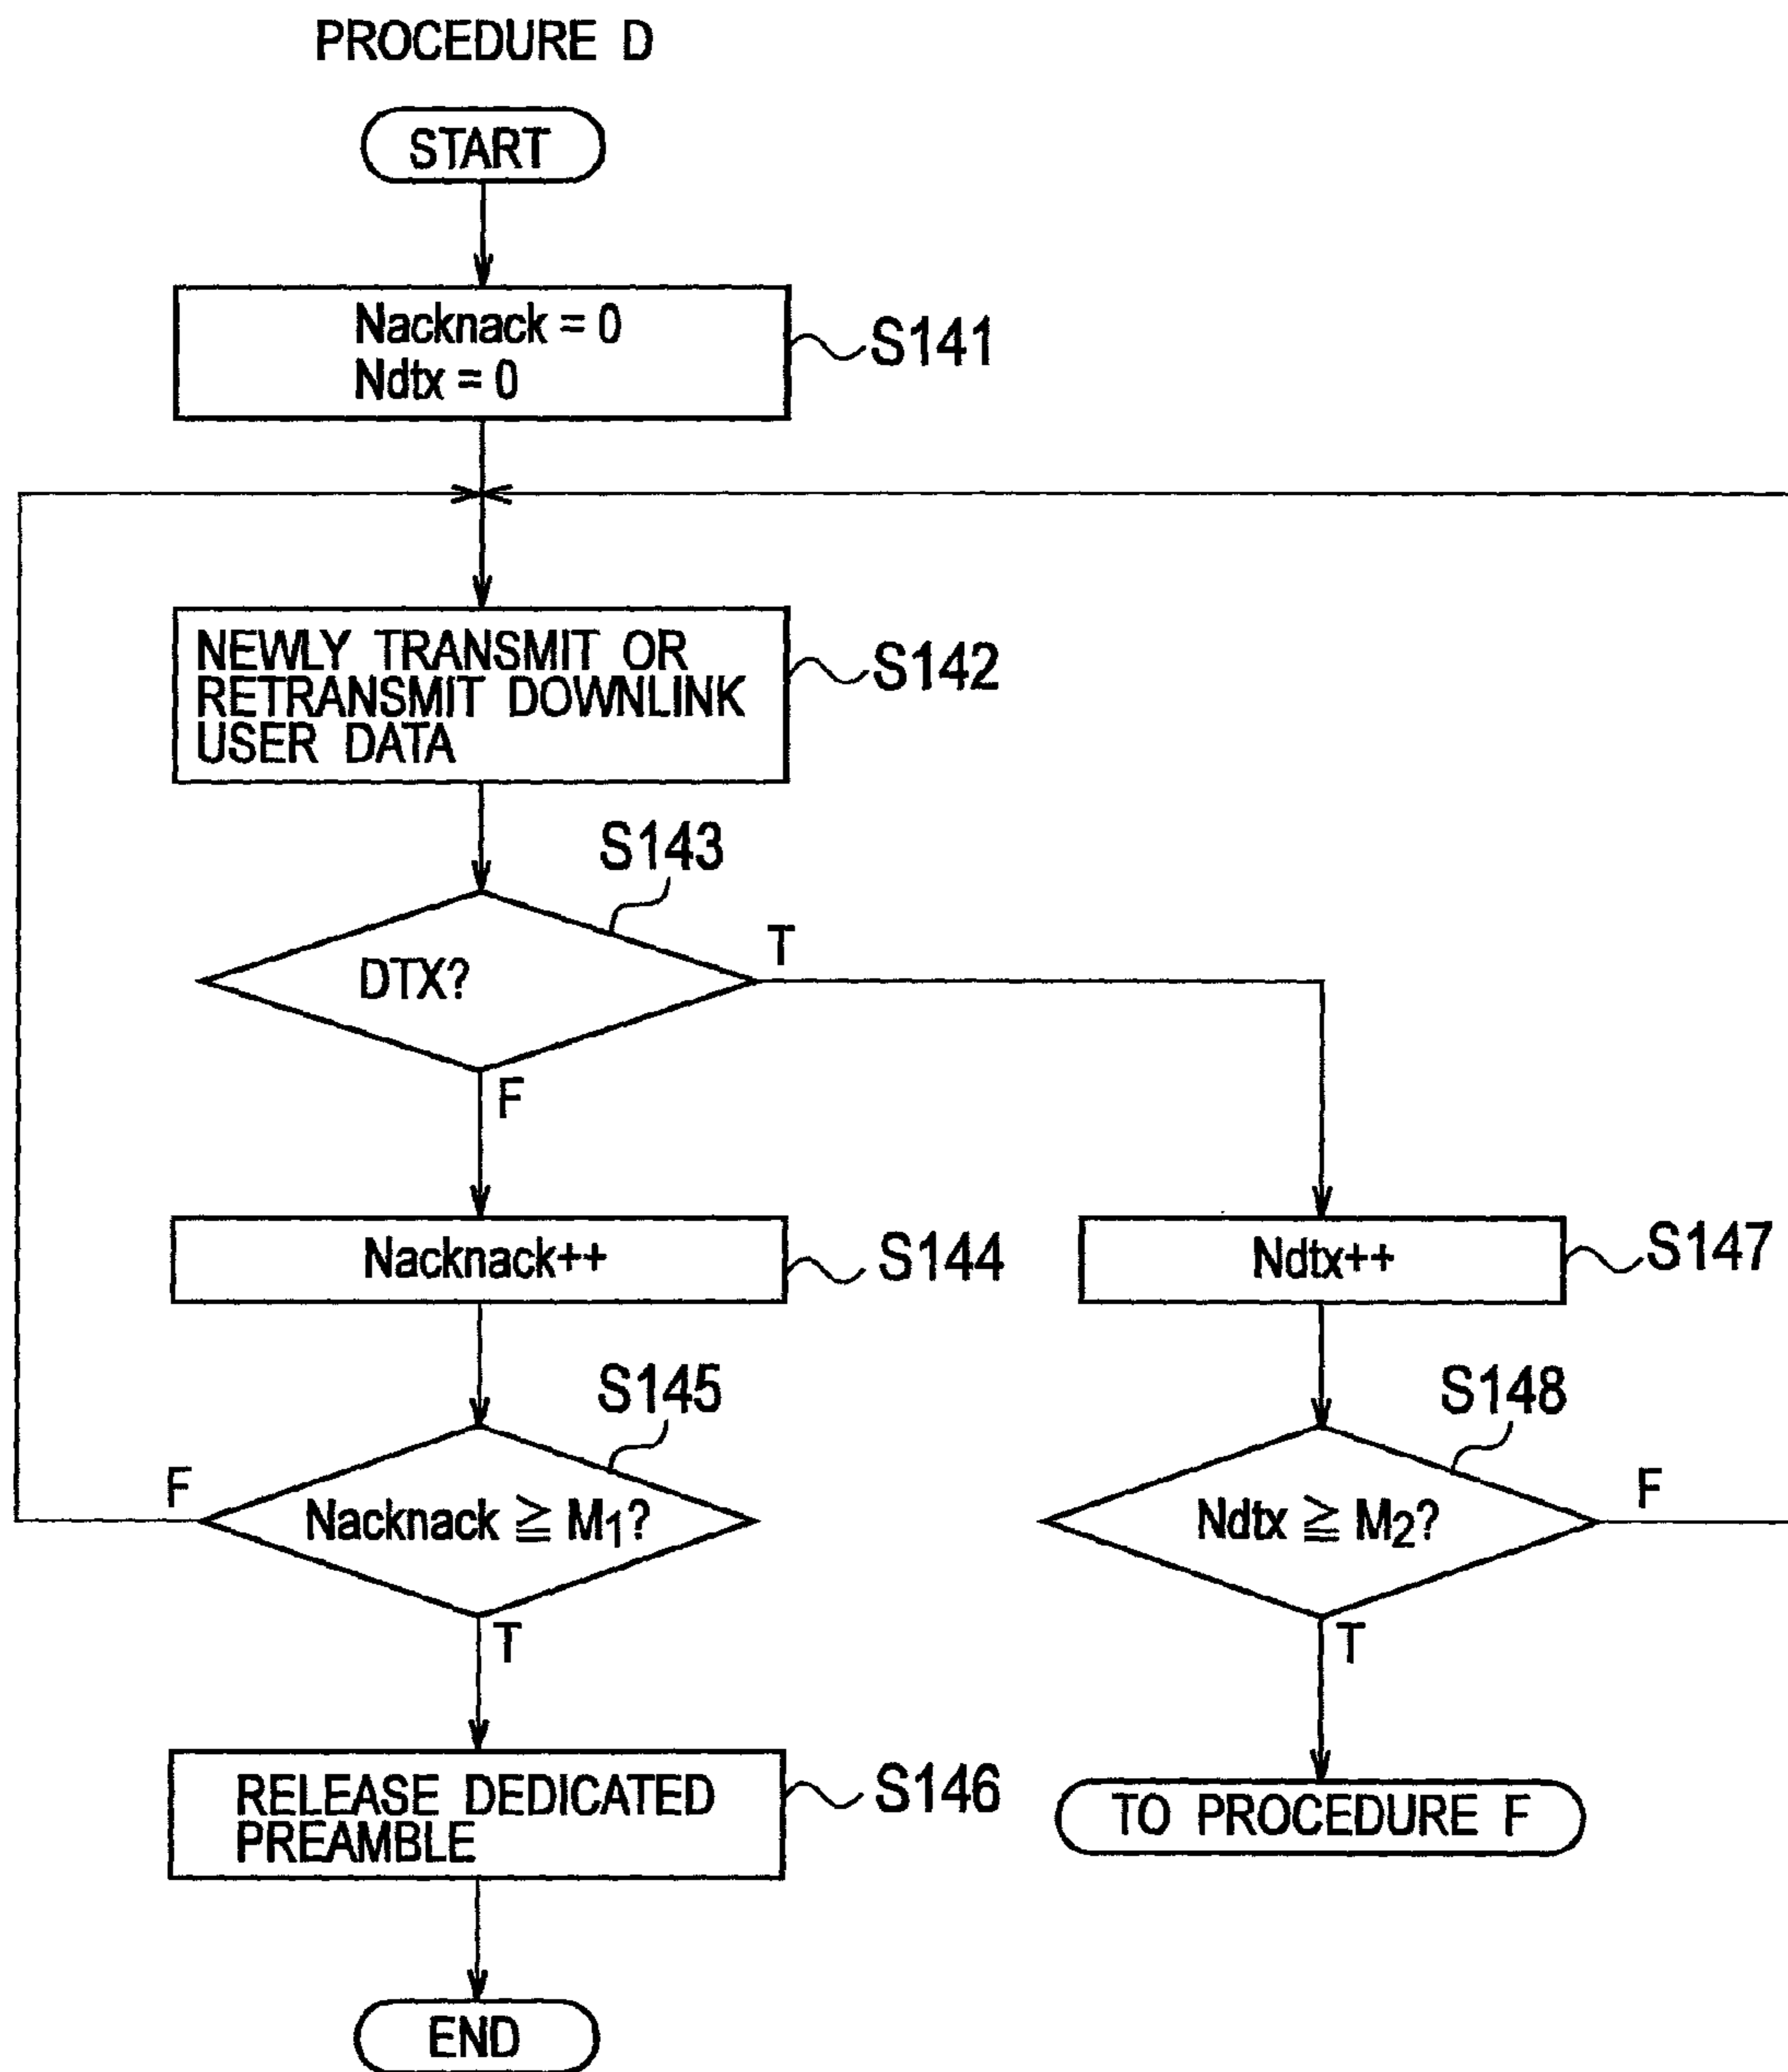 PROCEDURE D
START
Nacknack = 0
Ndtx = 0
S141
NEWLY TRANSMIT OR
RETRANSMIT DOWNLINK
USER DATA
S142
S143
DTX?
T
F
Nacknack++
S144
Ndtx++
S147
S145
S148
F
Nacknack ≧ M1?
Ndtx ≧ M2?
F
T
T
RELEASE DEDICATED
PREAMBLE
S146
TO PROCEDURE F
END